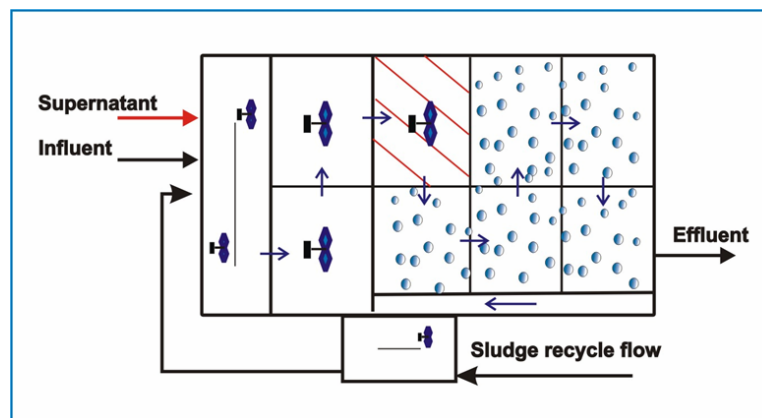 Supernatant
Influent
Effluent
Sludge recycle flow